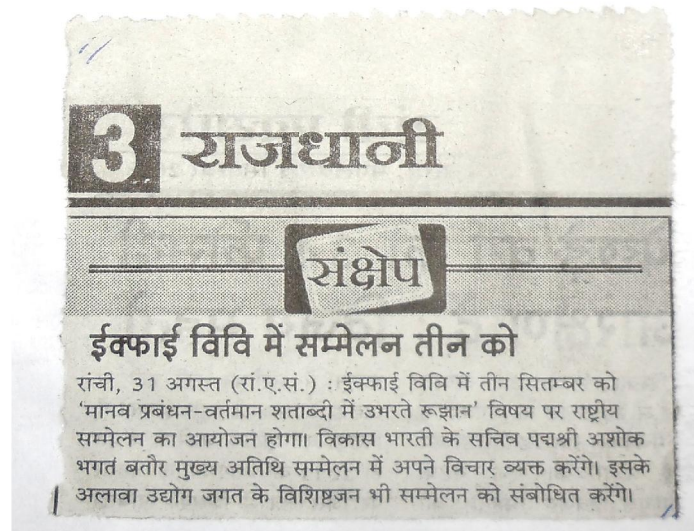 3 राजधानी
संक्षेप
ईक्फाई विवि में सम्मेलन तीन को
रांची, 31 अगस्त (रां.ए.सं.) : ईक्फाई विवि में तीन सितम्बर को
‘मानव प्रबंधन-वर्तमान शताब्दी में उभरते रूझान’ विषय पर राष्ट्रीय
सम्मेलन का आयोजन होगा। विकास भारती के सचिव पद्मश्री अशोक
भगत बतौर मुख्य अतिथि सम्मेलन में अपने विचार व्यक्त करेंगे। इसके
अलावा उद्योग जगत के विशिष्टजन भी सम्मेलन को संबोधित करेंगे।